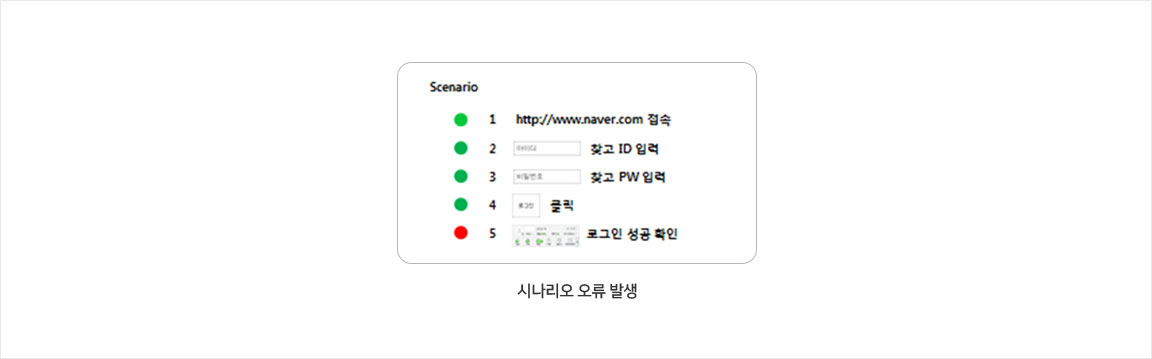 Scenario
1 http://www.naver.com 접속
2 아이디 찾고 ID 입력
3 비밀번호 찾고 PW 입력
4 로그인 클릭
5 로그인 성공 확인
시나리오 오류 발생